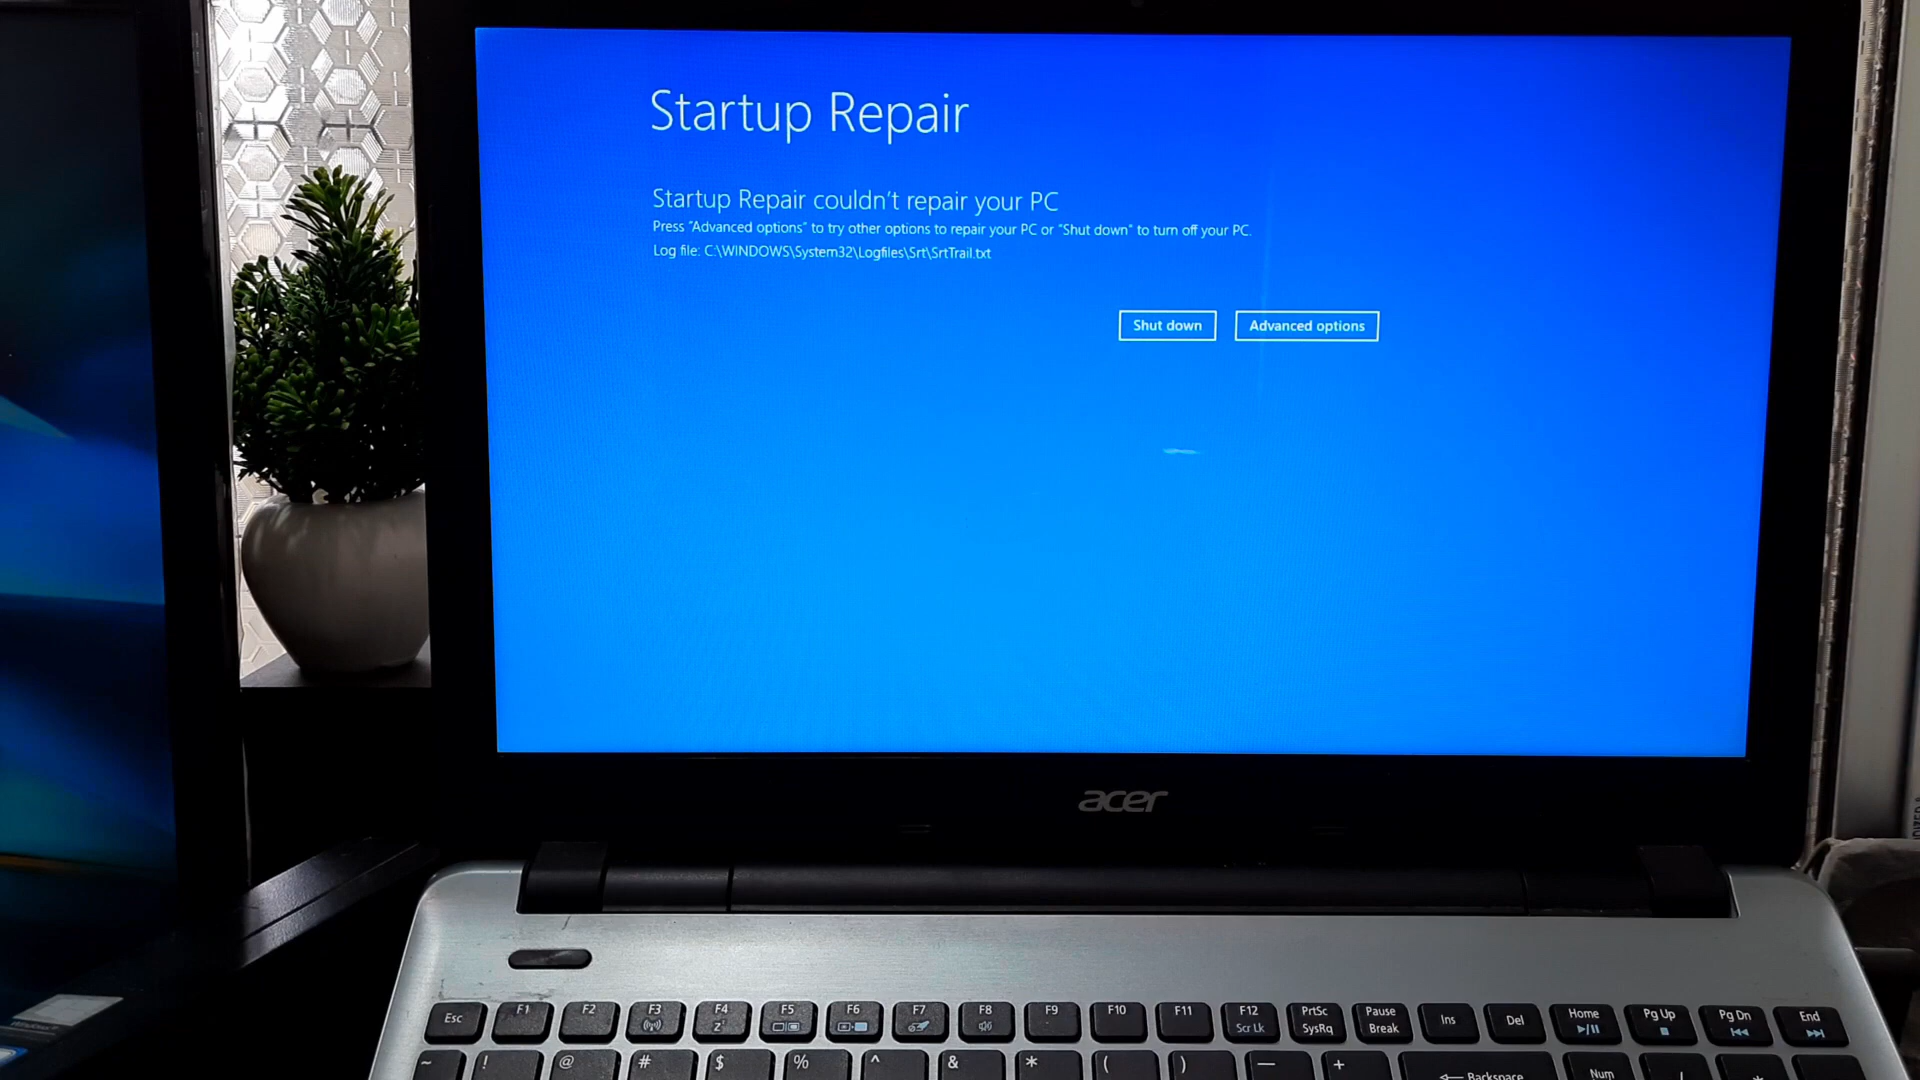 Startup Repair
Startup Repair couldn't repair your PC
Press "Advanced options" to try other options to repair your PC or "Shut down" to turn off your PC.
Log file: C:\WINDOWS\System32\Logfiles\Srt\SrtTrail.txt
Shut down Advanced options
acer
Esc F1 F2 F3 F4 F5 F6 F7 F8 F9 F10 F11 F12 PrtSc Pause Ins Del Home Pg Up Pg Dn End
Scr Lk SysRq Break
~ ! @ # $ % ^ & * ( ) — + Backspace Num